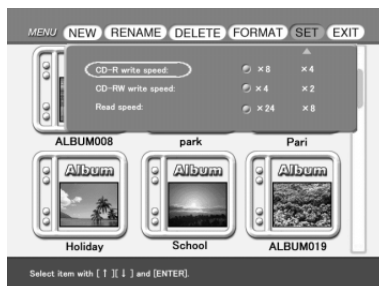 MENU NEW RENAME DELETE FORMAT SET EXIT
CD-R write speed: ×8 ×4
CD-RW write speed: ×4 ×2
Read speed: ×24 ×8
ALBUM008 park Pari
Album Album Album
Holiday School ALBUM019
Select item with [ ↑ ][ ↓ ] and [ENTER].